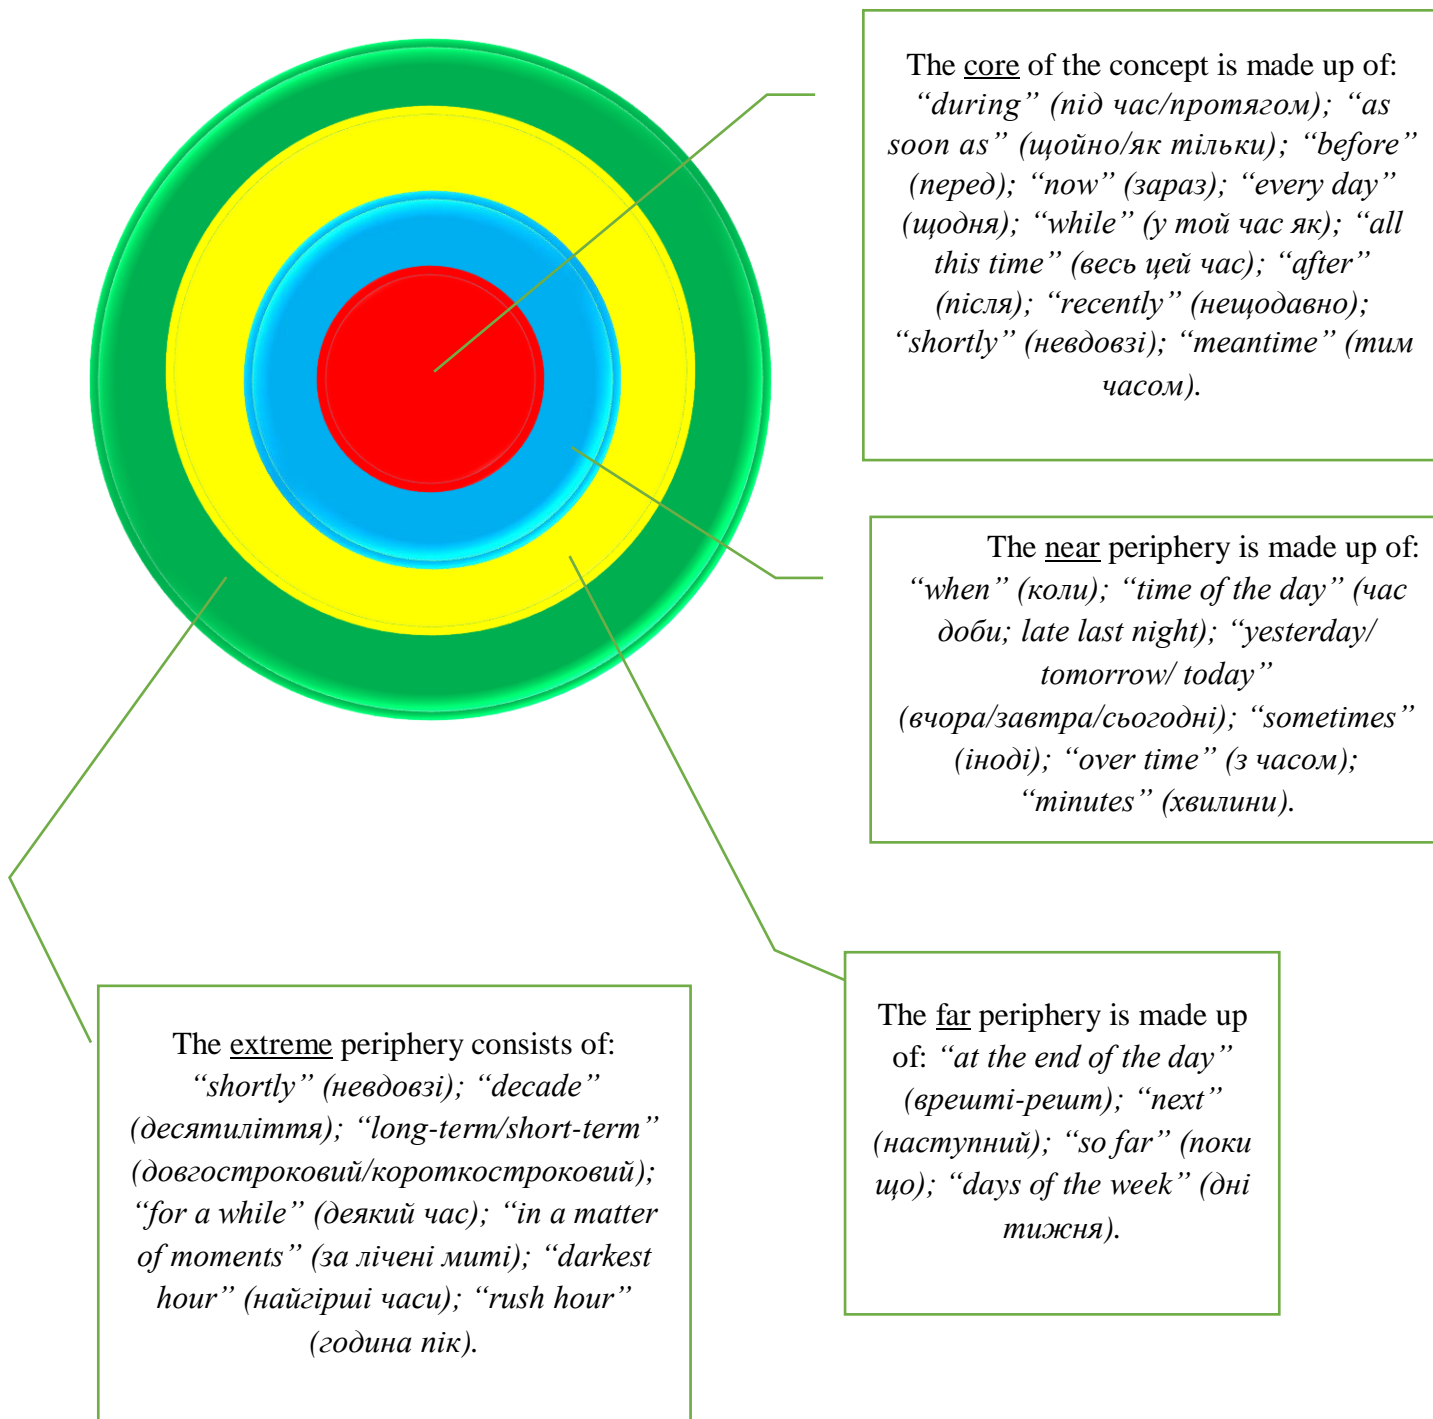 The core of the concept is made up of:
“during” (під час/протягом); “as
soon as” (щойно/як тільки); “before”
(перед); “now” (зараз); “every day”
(щодня); “while” (у той час як); “all
this time” (весь цей час); “after”
(після); “recently” (нещодавно);
“shortly” (невдовзі); “meantime” (тим
часом).
The near periphery is made up of:
“when” (коли); “time of the day” (час
доби; late last night); “yesterday/
tomorrow/ today”
(вчора/завтра/сьогодні); “sometimes”
(іноді); “over time” (з часом);
“minutes” (хвилини).
The far periphery is made up
of: “at the end of the day”
(врешті-решт); “next”
(наступний); “so far” (поки
що); “days of the week” (дні
тижня).
The extreme periphery consists of:
“shortly” (невдовзі); “decade”
(десятиліття); “long-term/short-term”
(довгостроковий/короткостроковий);
“for a while” (деякий час); “in a matter
of moments” (за лічені миті); “darkest
hour” (найгірші часи); “rush hour”
(година пік).